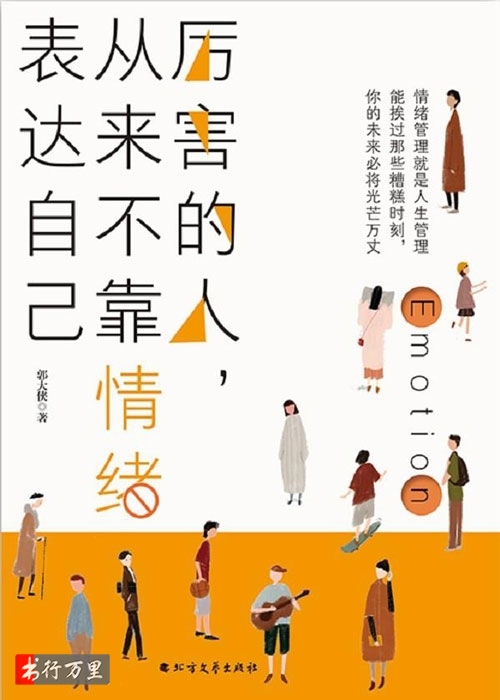 厉害的人，
从来不靠情绪
表达自己
情绪管理就是人生管理
能挨过那些糟糕时刻，
你的未来必将光芒万丈
Emotion
郭大侠◎著
北方文艺出版社
书行万里